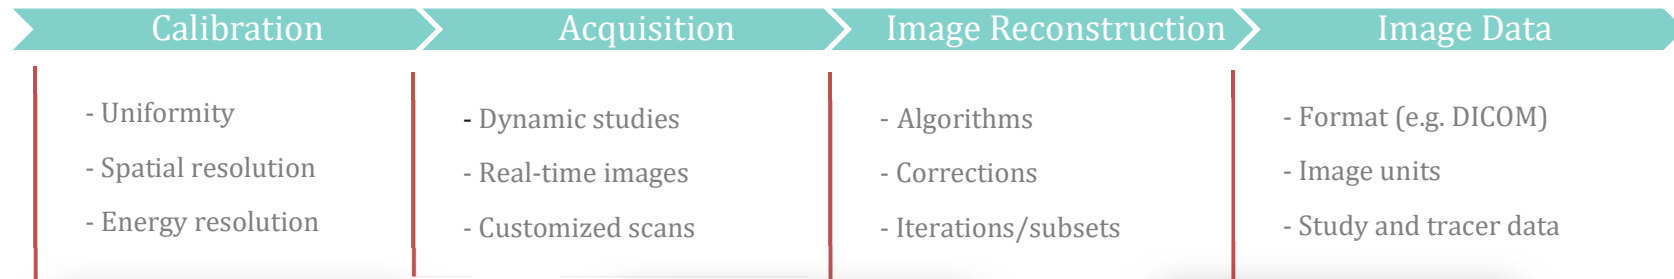 Calibration
Acquisition
Image Reconstruction
Image Data
- Uniformity
- Spatial resolution
- Energy resolution
- Dynamic studies
- Real-time images
- Customized scans
- Algorithms
- Corrections
- Iterations/subsets
- Format (e.g. DICOM)
- Image units
- Study and tracer data